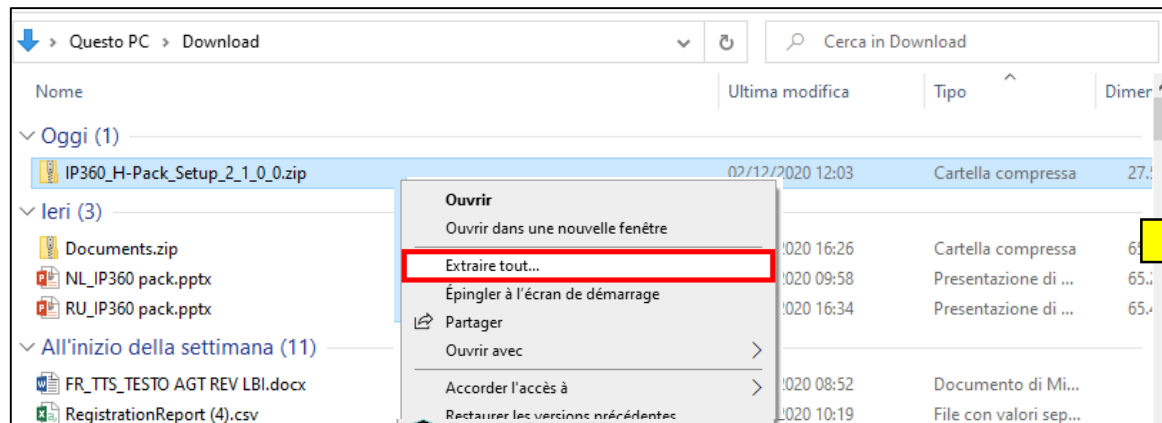 Questo PC > Download
Cerca in Download
Nome Ultima modifica Tipo Dimer
Oggi (1)
IP360_H-Pack_Setup_2_1_0_0.zip 02/12/2020 12:03 Cartella compressa 27.
Ouvrir
Ieri (3)
Ouvrir dans une nouvelle fenêtre
Documents.zip 2020 16:26 Cartella compressa
Extraire tout...
NL_IP360 pack.pptx 2020 09:58 Presentazione di ... 65.
Épingler à l'écran de démarrage
RU_IP360 pack.pptx 2020 16:34 Presentazione di ... 65.
Partager
All'inizio della settimana (11)
Ouvrir avec
FR_TTS_TESTO AGT REV LBI.docx 2020 08:52 Documento di Mi...
Accorder l'accès à
RegistrationReport (4).csv 2020 10:19 File con valori sep...
Restaurer les versions précédentes